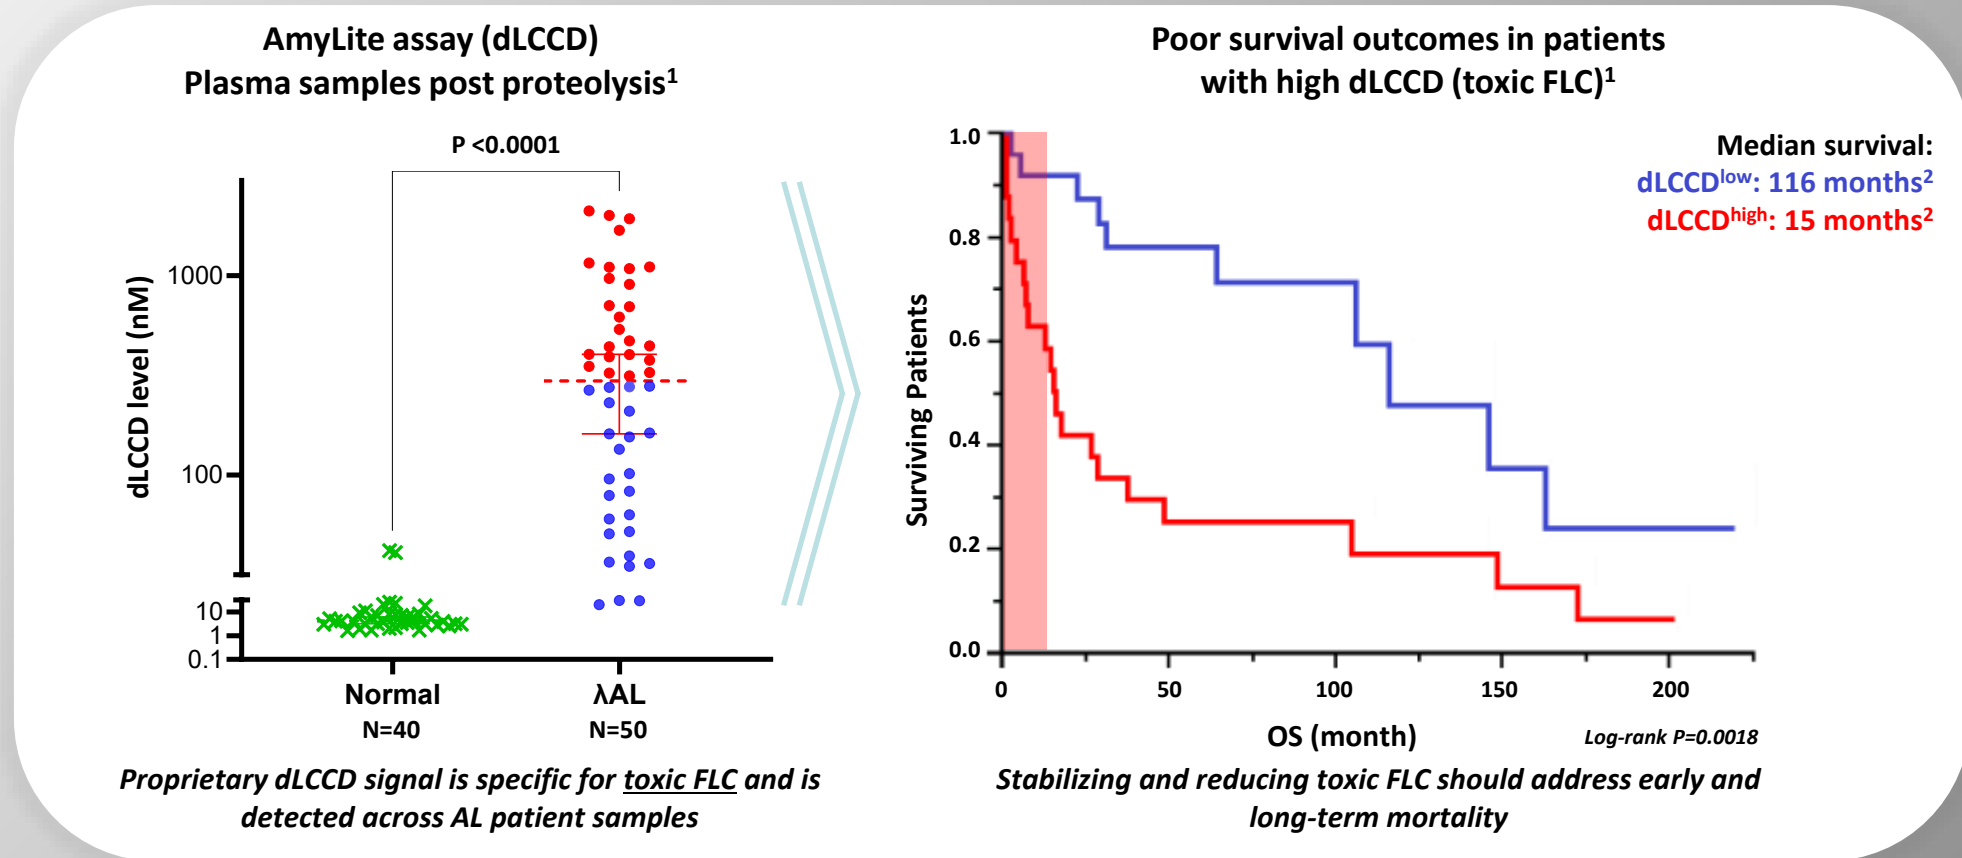 AmyLite assay (dLCCD)
Plasma samples post proteolysis¹
P <0.0001
dLCCD level (nM)
1000
100
10
1
0.1
Normal
N=40
λAL
N=50
Proprietary dLCCD signal is specific for toxic FLC and is
detected across AL patient samples
Poor survival outcomes in patients
with high dLCCD (toxic FLC)¹
Median survival:
dLCCDˡᵒʷ: 116 months²
dLCCDʰⁱᵍʰ: 15 months²
Surviving Patients
1.0
0.8
0.6
0.4
0.2
0.0
0 50 100 150 200
OS (month)
Log-rank P=0.0018
Stabilizing and reducing toxic FLC should address early and
long-term mortality